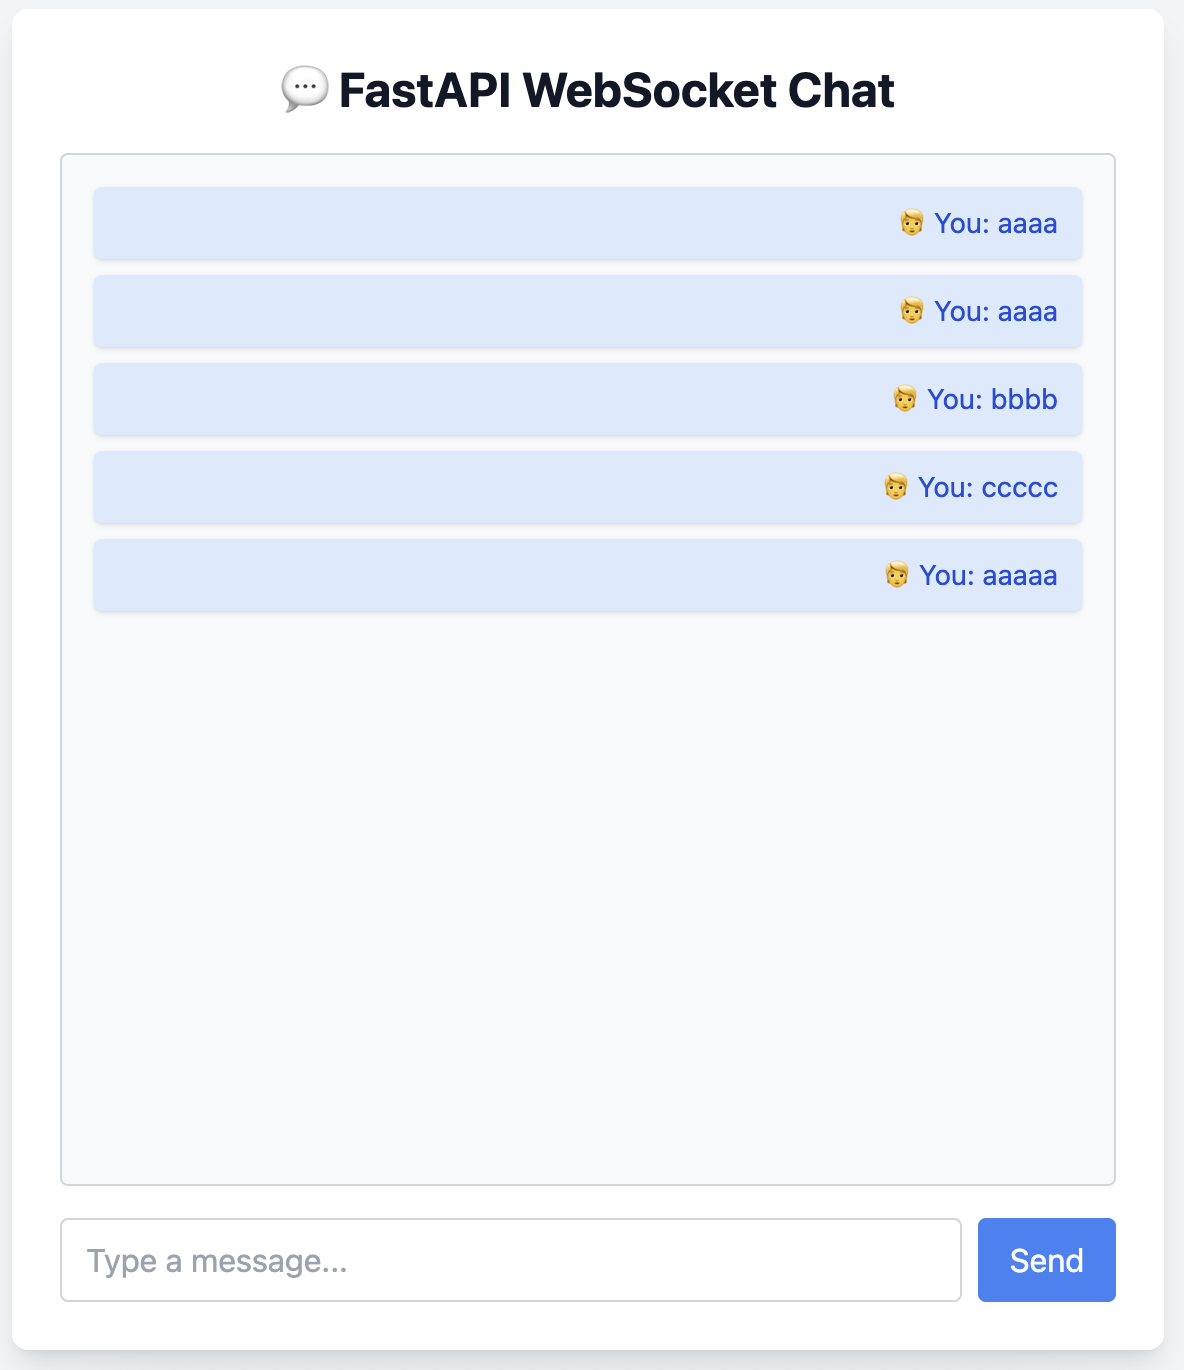 💬 FastAPI WebSocket Chat
🧑 You: aaaa
🧑 You: aaaa
🧑 You: bbbb
🧑 You: ccccc
🧑 You: aaaaa
Type a message...
Send